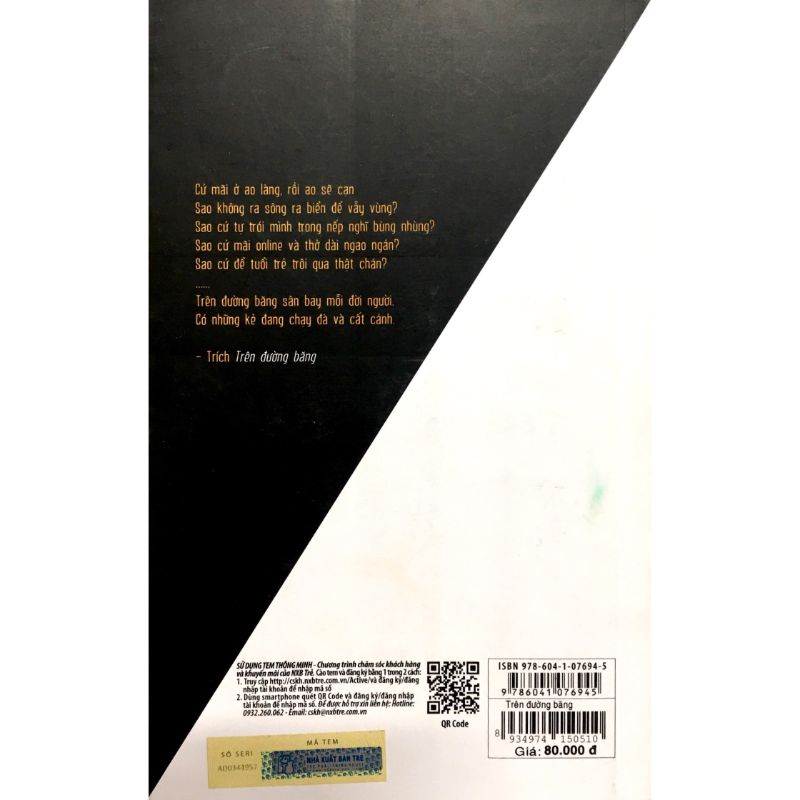 Cứ mãi ở ao làng, rồi ao sẽ cạn
Sao không ra sông ra biển để vẫy vùng?
Sao cứ tự trói mình trong nếp nghĩ bùng nhùng?
Sao cứ mãi online và thở dài ngao ngán?
Sao cứ để tuổi trẻ trôi qua thật chán?
......
Trên đường băng sân bay mỗi đời người,
Có những kẻ đang chạy đà và cất cánh.
- Trích Trên đường băng
SỬ DỤNG TEM THÔNG MINH - Chương trình chăm sóc khách hàng
và khuyến mãi của NXB Trẻ. Cào tem và đăng ký bằng 1 trong 2 cách:
1. Truy cập http://cskh.nxbtre.com.vn/Active/và đăng ký/đăng
nhập tài khoản để nhập mã số
2. Dùng smartphone quét QR Code và đăng ký/đăng nhập
tài khoản để nhập mã số. Để được hỗ trợ xin liên hệ: Hotline:
0932.260.062 - Email: cskh@nxbtre.com.vn
QR Code
ISBN 978-604-1-07694-5
9 786041 076945
Trên đường băng
8 934974 150510
Giá: 80.000 đ
MÃ TEM
SỐ SERI
NHÀ XUẤT BẢN TRẺ